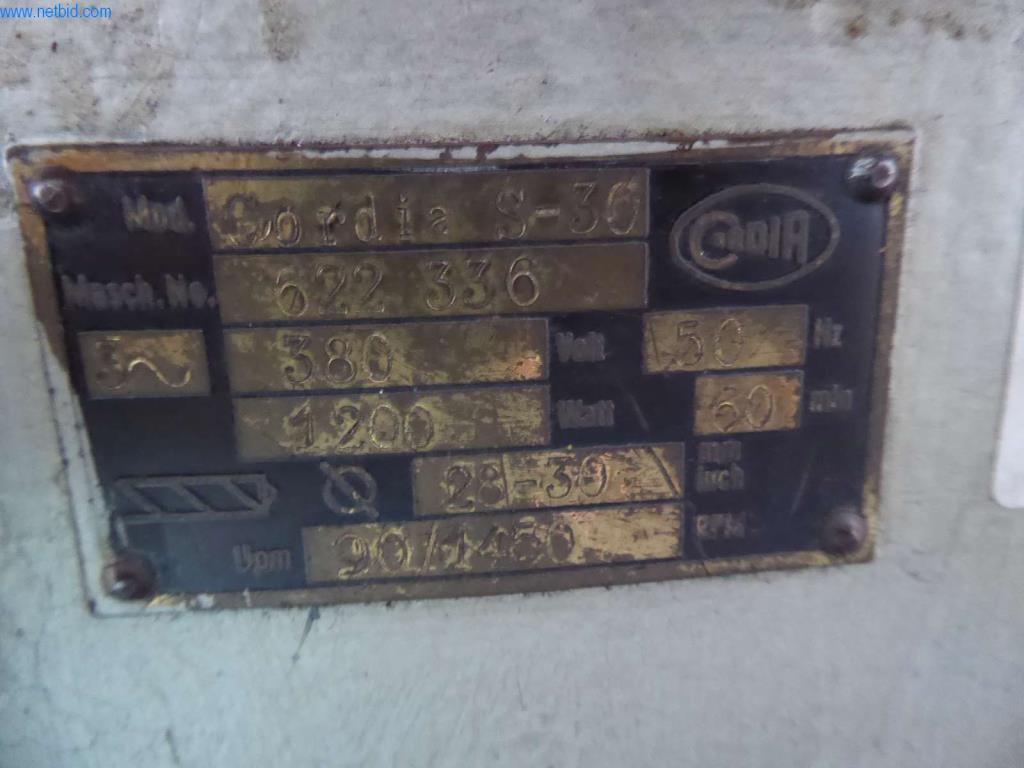 www.netbid.com
Mod. Cordia S-30
CORDIA
Masch. No. 622 336
3~ 380 Volt 50 Hz
1200 Watt 60 min
28-30 mm
Inch
Upm 90/1450 RPM